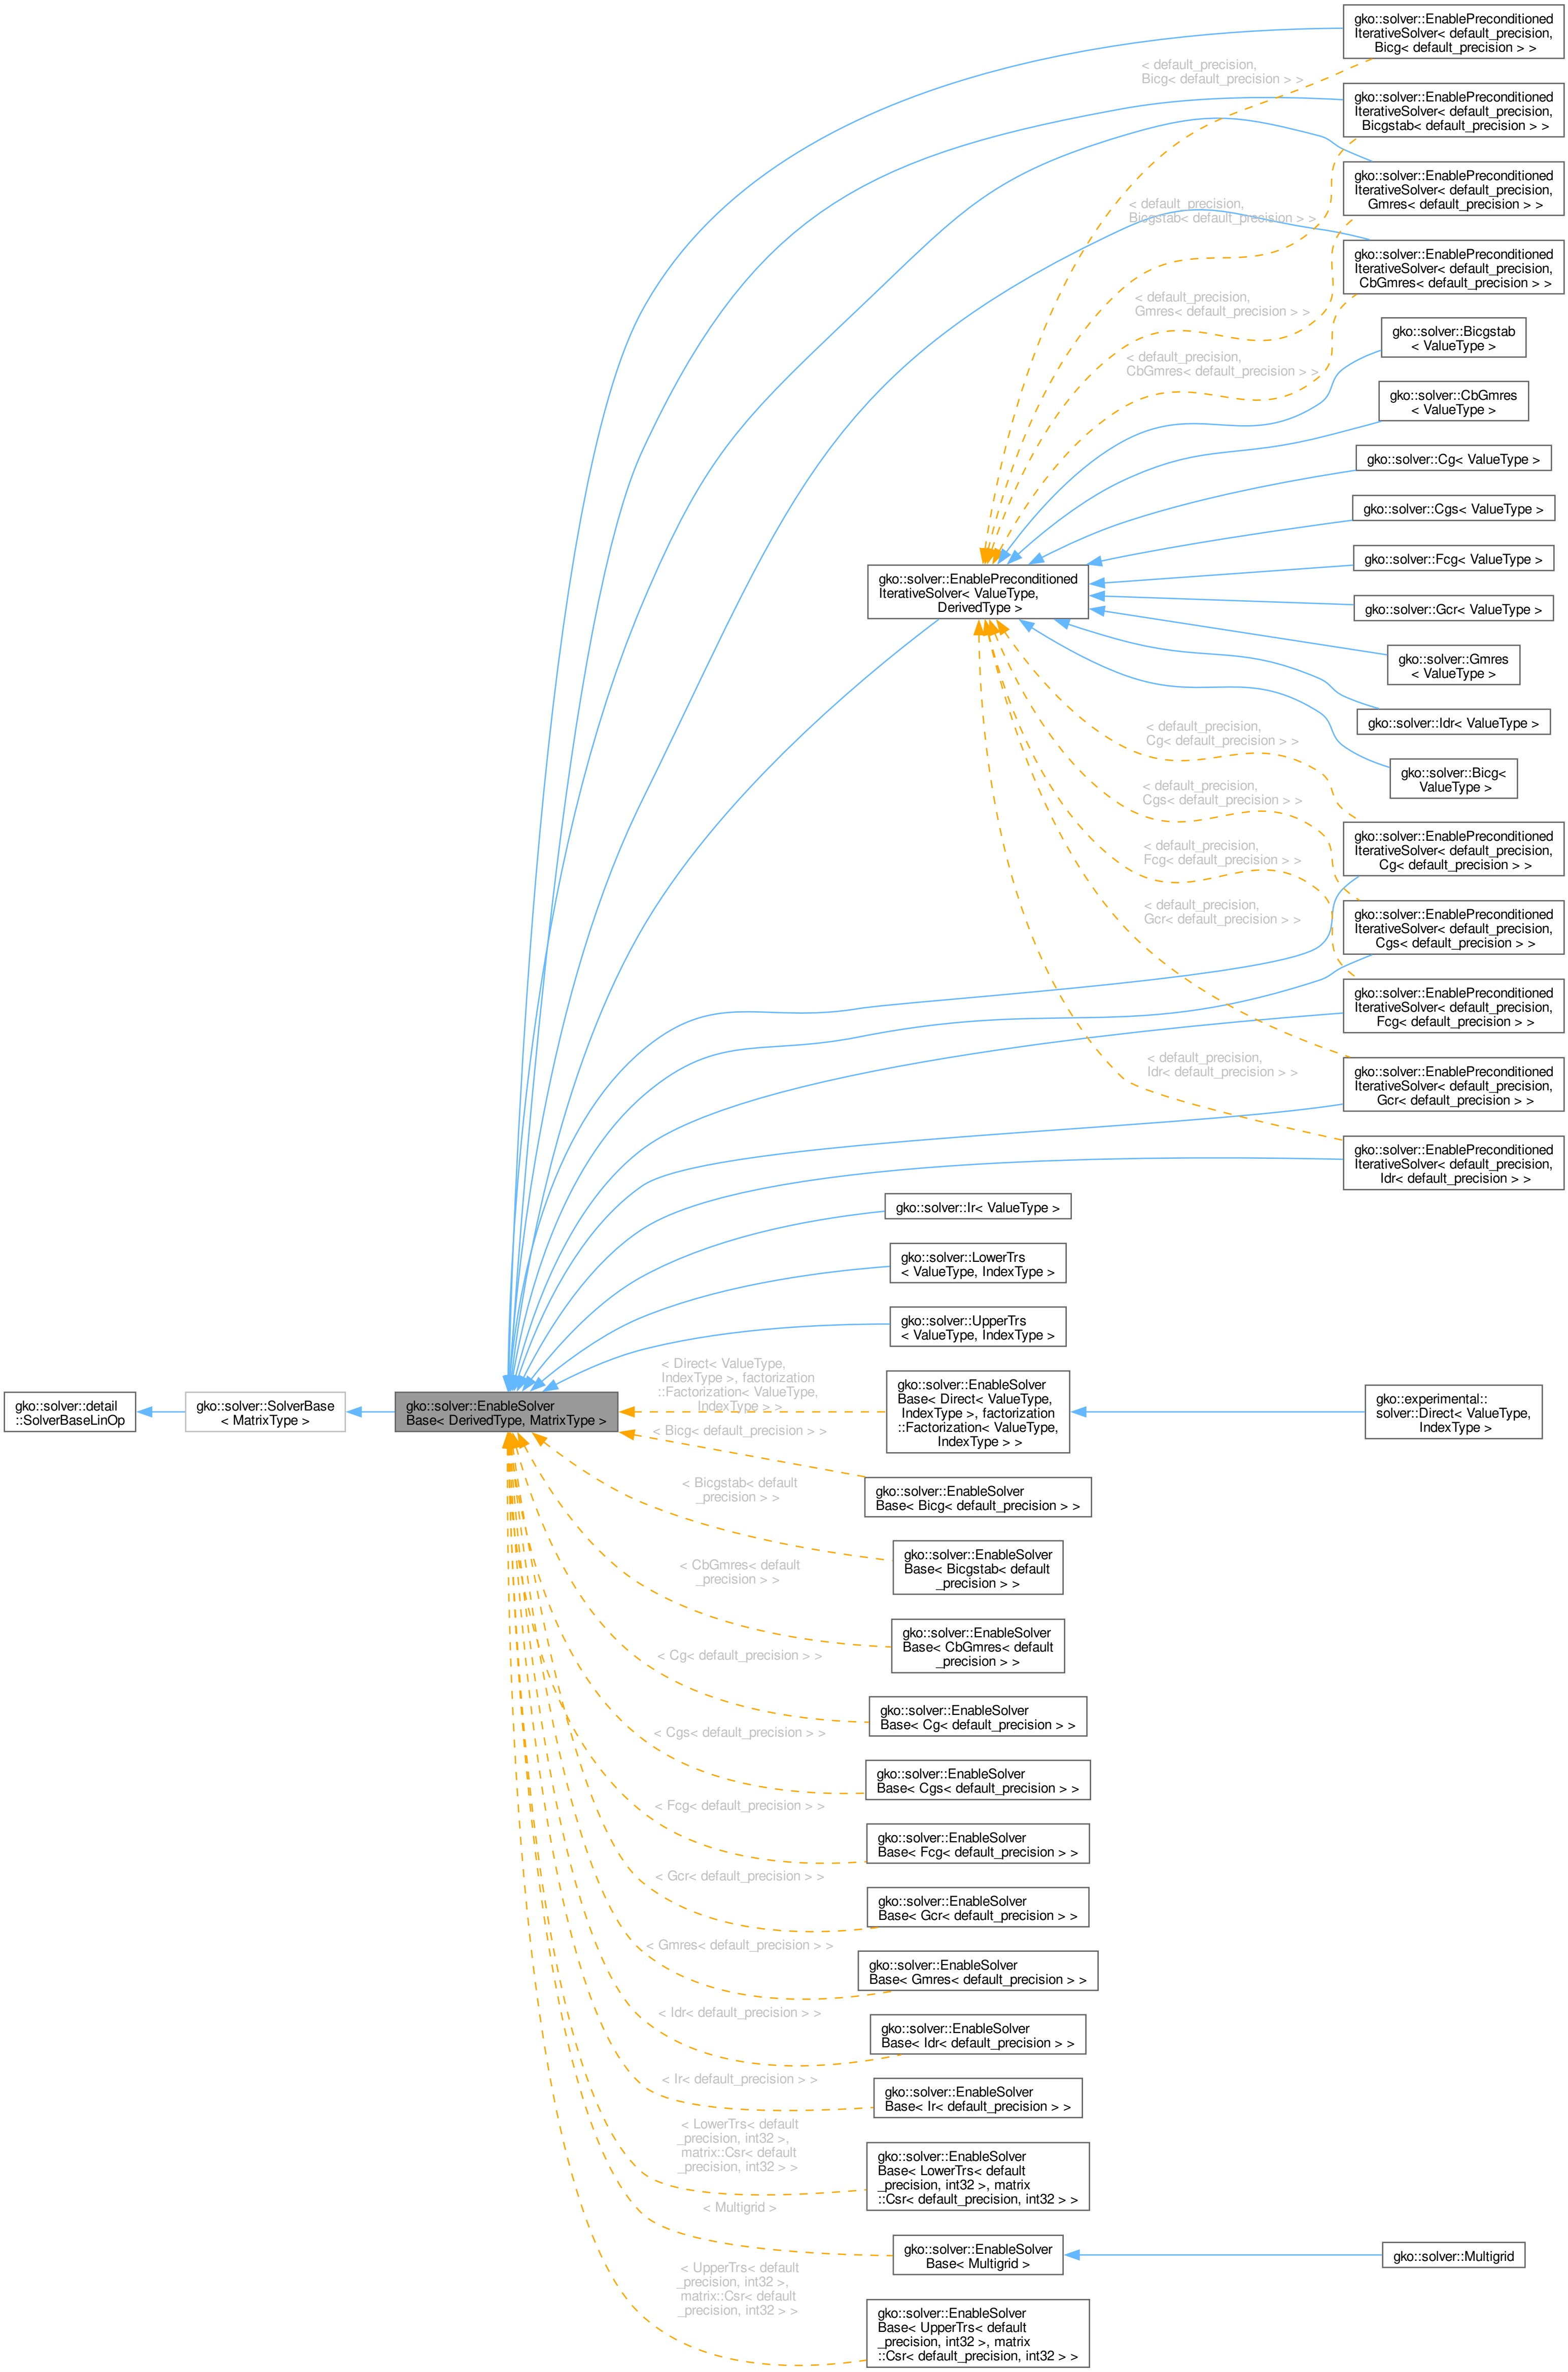 gko::solver::EnablePreconditioned
IterativeSolver< default_precision,
Bicg< default_precision > >
< default_precision,
Bicg< default_precision > >
gko::solver::EnablePreconditioned
IterativeSolver< default_precision,
Bicgstab< default_precision > >
gko::solver::EnablePreconditioned
IterativeSolver< default_precision,
Gmres< default_precision > >
< default_precision,
Bicgstab< default_precision > >
gko::solver::EnablePreconditioned
IterativeSolver< default_precision,
CbGmres< default_precision > >
< default_precision,
Gmres< default_precision > >
gko::solver::Bicgstab
< ValueType >
< default_precision,
CbGmres< default_precision > >
gko::solver::CbGmres
< ValueType >
gko::solver::Cg< ValueType >
gko::solver::Cgs< ValueType >
gko::solver::Fcg< ValueType >
gko::solver::EnablePreconditioned
IterativeSolver< ValueType,
DerivedType >
gko::solver::Gcr< ValueType >
gko::solver::Gmres
< ValueType >
gko::solver::Idr< ValueType >
< default_precision,
Cg< default_precision > >
gko::solver::Bicg<
ValueType >
< default_precision,
Cgs< default_precision > >
gko::solver::EnablePreconditioned
IterativeSolver< default_precision,
Cg< default_precision > >
< default_precision,
Fcg< default_precision > >
gko::solver::EnablePreconditioned
IterativeSolver< default_precision,
Cgs< default_precision > >
< default_precision,
Gcr< default_precision > >
gko::solver::EnablePreconditioned
IterativeSolver< default_precision,
Fcg< default_precision > >
< default_precision,
Idr< default_precision > >
gko::solver::EnablePreconditioned
IterativeSolver< default_precision,
Gcr< default_precision > >
gko::solver::EnablePreconditioned
IterativeSolver< default_precision,
Idr< default_precision > >
gko::solver::Ir< ValueType >
gko::solver::LowerTrs
< ValueType, IndexType >
gko::solver::UpperTrs
< ValueType, IndexType >
gko::solver::detail
::SolverBaseLinOp
gko::solver::SolverBase
< MatrixType >
gko::solver::EnableSolver
Base< DerivedType, MatrixType >
< Direct< ValueType,
IndexType >, factorization
::Factorization< ValueType,
IndexType > >
gko::solver::EnableSolver
Base< Direct< ValueType,
IndexType >, factorization
::Factorization< ValueType,
IndexType > >
gko::experimental::
solver::Direct< ValueType,
IndexType >
< Bicg< default_precision > >
gko::solver::EnableSolver
Base< Bicg< default_precision > >
< Bicgstab< default
_precision > >
gko::solver::EnableSolver
Base< Bicgstab< default
_precision > >
< CbGmres< default
_precision > >
gko::solver::EnableSolver
Base< CbGmres< default
_precision > >
< Cg< default_precision > >
gko::solver::EnableSolver
Base< Cg< default_precision > >
< Cgs< default_precision > >
gko::solver::EnableSolver
Base< Cgs< default_precision > >
< Fcg< default_precision > >
gko::solver::EnableSolver
Base< Fcg< default_precision > >
< Gcr< default_precision > >
gko::solver::EnableSolver
Base< Gcr< default_precision > >
< Gmres< default_precision > >
gko::solver::EnableSolver
Base< Gmres< default_precision > >
< Idr< default_precision > >
gko::solver::EnableSolver
Base< Idr< default_precision > >
< Ir< default_precision > >
gko::solver::EnableSolver
Base< Ir< default_precision > >
< LowerTrs< default
_precision, int32 >,
matrix::Csr< default
_precision, int32 > >
gko::solver::EnableSolver
Base< LowerTrs< default
_precision, int32 >, matrix
::Csr< default_precision, int32 > >
< Multigrid >
gko::solver::EnableSolver
Base< Multigrid >
gko::solver::Multigrid
< UpperTrs< default
_precision, int32 >,
matrix::Csr< default
_precision, int32 > >
gko::solver::EnableSolver
Base< UpperTrs< default
_precision, int32 >, matrix
::Csr< default_precision, int32 > >